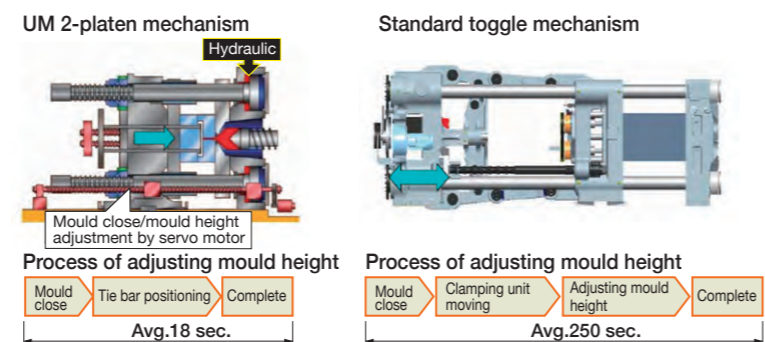 UM 2-platen mechanism
Hydraulic
Mould close/mould height
adjustment by servo motor
Process of adjusting mould height
Mould
close
Tie bar positioning
Complete
Avg.18 sec.
Standard toggle mechanism
Process of adjusting mould height
Mould
close
Clamping unit
moving
Adjusting mould
height
Complete
Avg.250 sec.